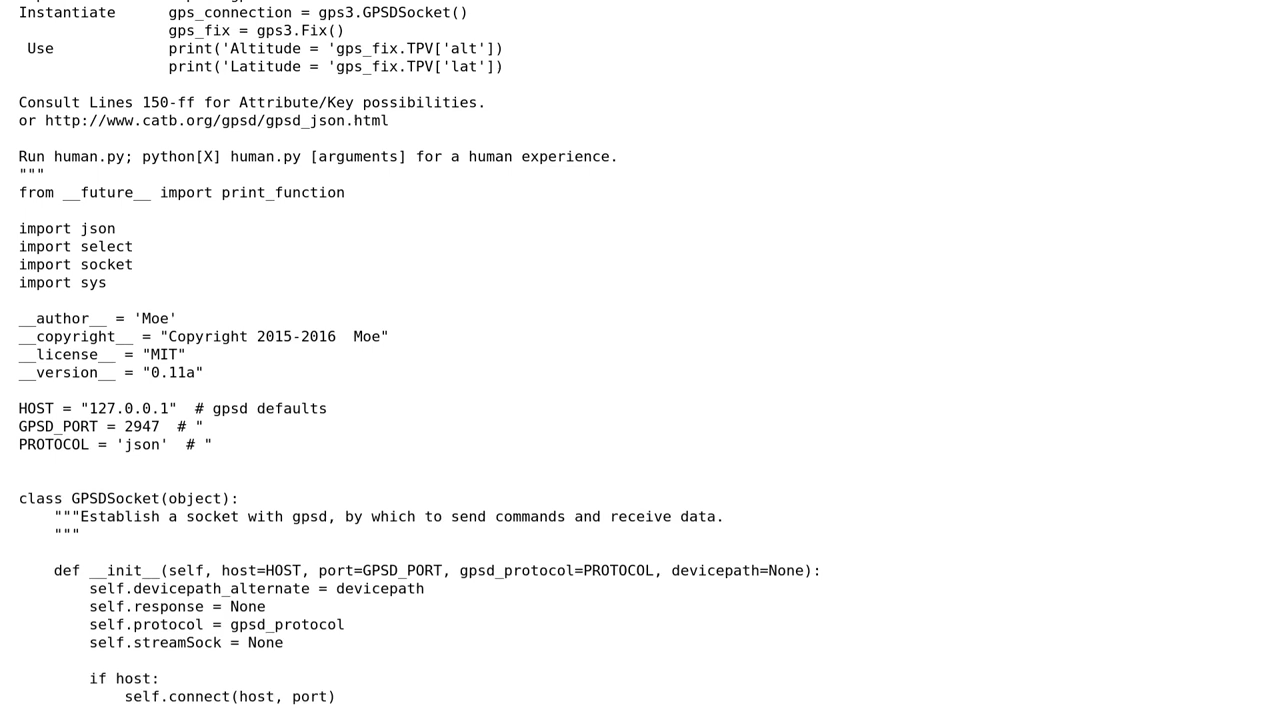 Instantiate      gps_connection = gps3.GPSDSocket()
                 gps_fix = gps3.Fix()
 Use             print('Altitude = 'gps_fix.TPV['alt'])
                 print('Latitude = 'gps_fix.TPV['lat'])

Consult Lines 150-ff for Attribute/Key possibilities.
or http://www.catb.org/gpsd/gpsd_json.html

Run human.py; python[X] human.py [arguments] for a human experience.
"""
from __future__ import print_function

import json
import select
import socket
import sys

__author__ = 'Moe'
__copyright__ = "Copyright 2015-2016  Moe"
__license__ = "MIT"
__version__ = "0.11a"

HOST = "127.0.0.1"  # gpsd defaults
GPSD_PORT = 2947  # "
PROTOCOL = 'json'  # "


class GPSDSocket(object):
    """Establish a socket with gpsd, by which to send commands and receive data.
    """

    def __init__(self, host=HOST, port=GPSD_PORT, gpsd_protocol=PROTOCOL, devicepath=None):
        self.devicepath_alternate = devicepath
        self.response = None
        self.protocol = gpsd_protocol
        self.streamSock = None

        if host:
            self.connect(host, port)